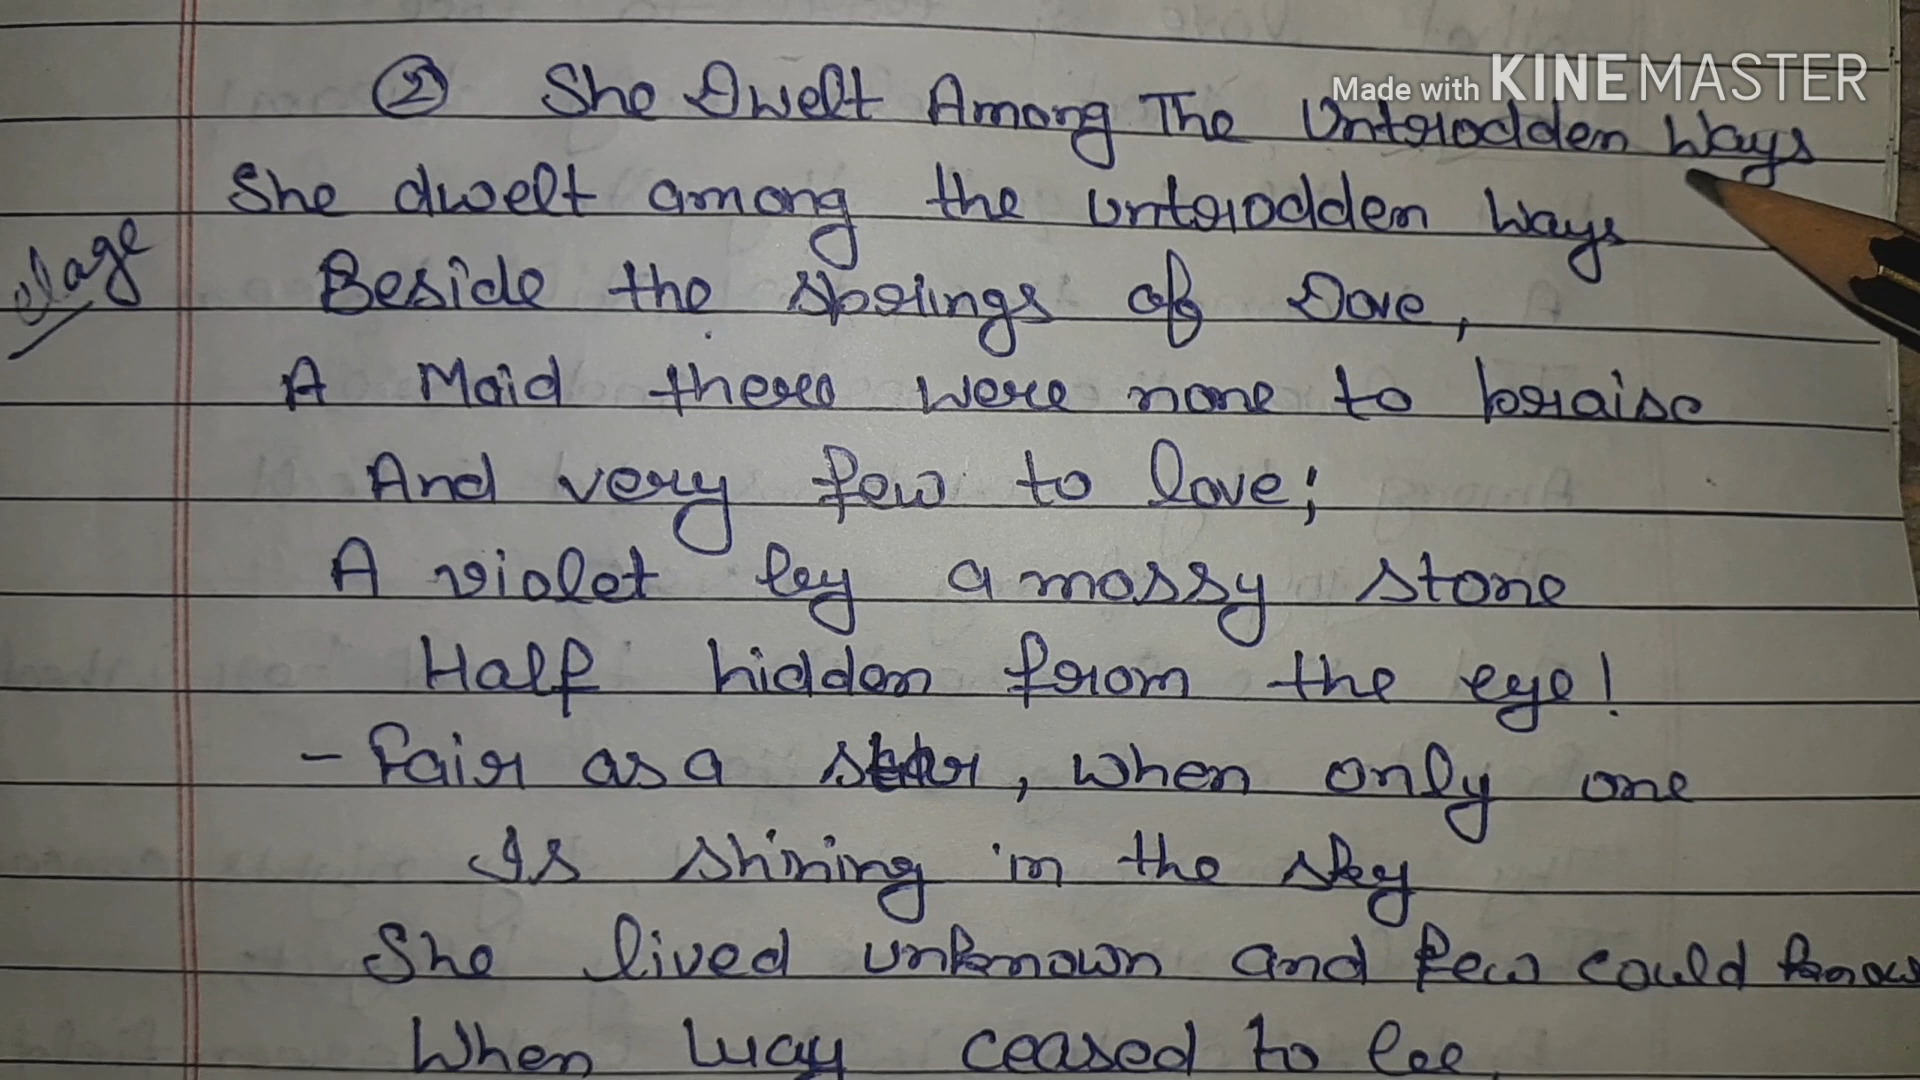 Made with KINEMASTER
② She Dwelt Among The Untrodden Ways
She dwelt among the untrodden ways
Beside the springs of Dove,
A Maid there were none to praise
And very few to love;
A violet by a mossy stone
Half hidden from the eye!
- Fair as a star, when only one
Is shining in the sky
She lived unknown and few could know
When Lucy ceased to be,